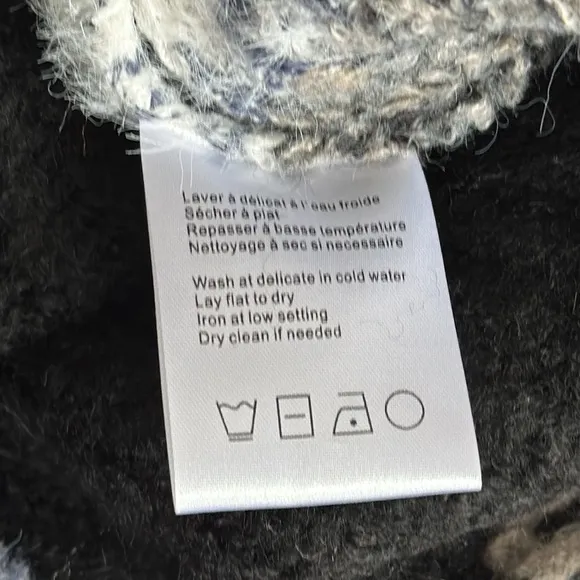 Laver à délicat à l'eau froide
Sécher à plat
Repasser à basse température
Nettoyage à sec si necessaire
Wash at delicate in cold water
Lay flat to dry
Iron at low setting
Dry clean if needed